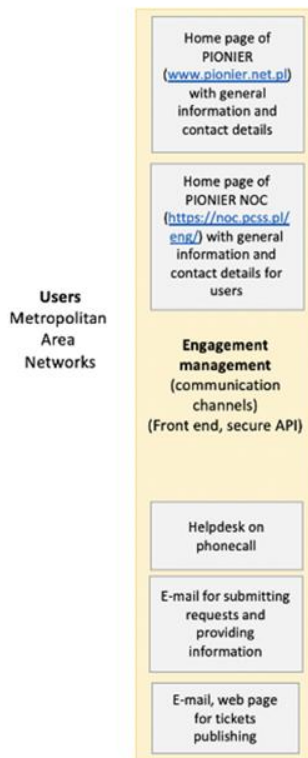 Home page of
PIONIER
(www.pionier.net.pl)
with general
information and
contact details
Home page of
PIONIER NOC
(https://noc.pcss.pl/
eng/) with general
information and
contact details for
users
Users
Metropolitan
Area
Networks
Engagement
management
(communication
channels)
(Front end, secure API)
Helpdesk on
phonecall
E-mail for submitting
requests and
providing
information
E-mail, web page
for tickets
publishing